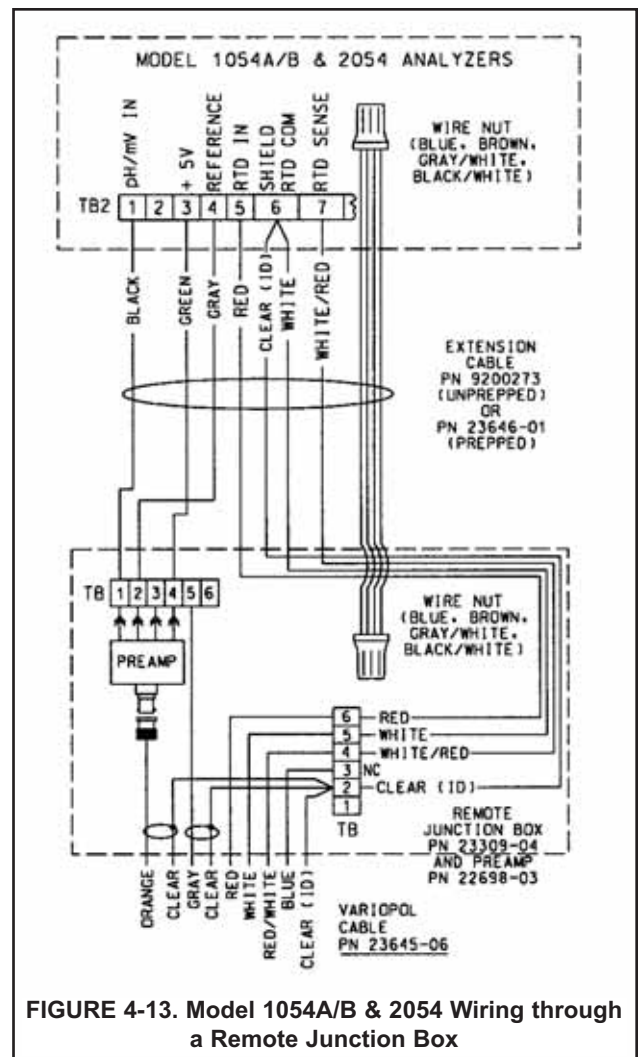 MODEL 1054A/B & 2054 ANALYZERS
pH/mV IN
+ 5V
REFERENCE
RTD IN
SHIELD
RTD COM
RTD SENSE
WIRE NUT
(BLUE, BROWN,
GRAY/WHITE,
BLACK/WHITE)
TB2 1 2 3 4 5 6 7
BLACK
GREEN
GRAY
RED
CLEAR (ID)
WHITE
WHITE/RED
EXTENSION
CABLE
PN 9200273
(UNPREPPED)
OR
PN 23646-01
(PREPPED)
TB 1 2 3 4 5 6
PREAMP
WIRE NUT
(BLUE, BROWN,
GRAY/WHITE,
BLACK/WHITE)
6 RED
5 WHITE
4 WHITE/RED
3 NC
2 CLEAR (ID)
1
TB
REMOTE
JUNCTION BOX
PN 23309-04
AND PREAMP
PN 22698-03
ORANGE
CLEAR
GRAY
CLEAR
RED
WHITE
RED/WHITE
BLUE
CLEAR (ID)
VARIOPOL
CABLE
PN 23645-06
FIGURE 4-13. Model 1054A/B & 2054 Wiring through
a Remote Junction Box